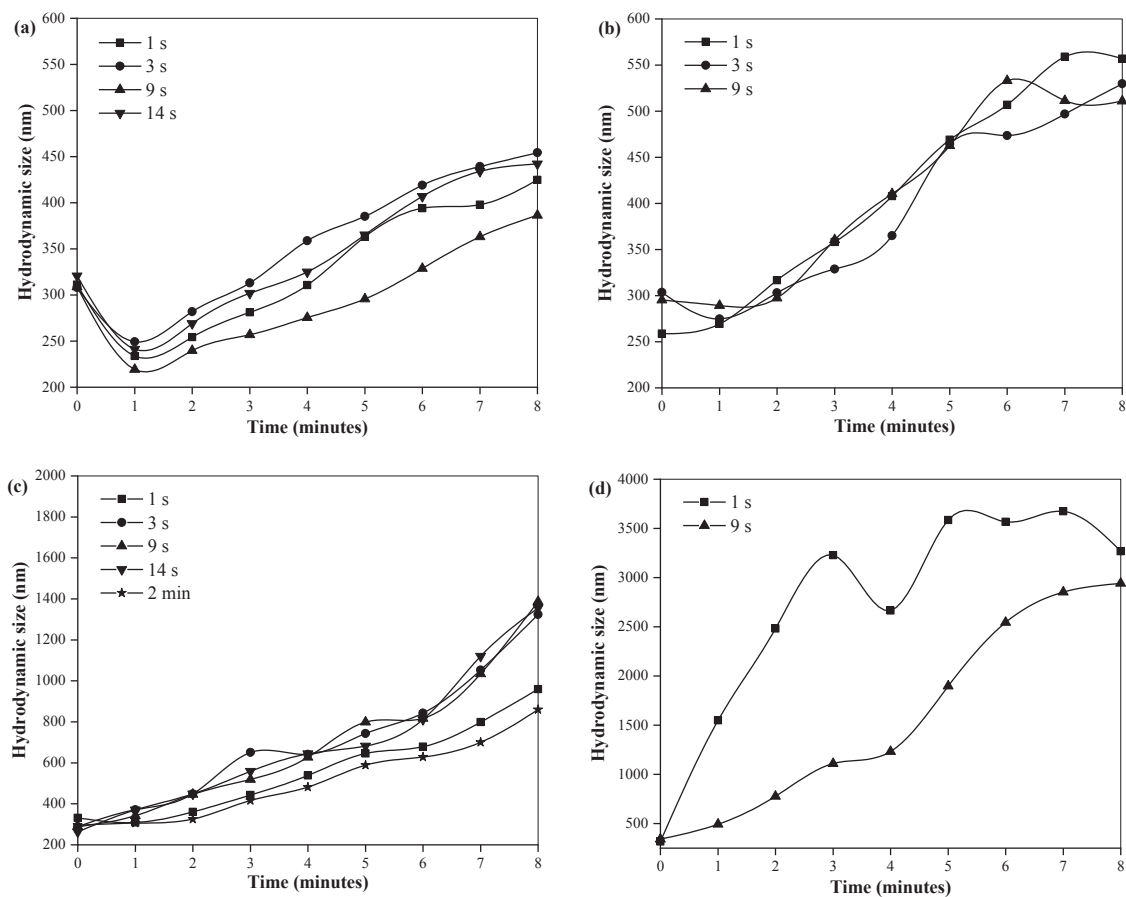 (a)
600
550
500
450
400
350
300
250
200
Hydrodynamic size (nm)
1 s
3 s
9 s
14 s
0 1 2 3 4 5 6 7 8
Time (minutes)
(b)
600
550
500
450
400
350
300
250
200
Hydrodynamic size (nm)
1 s
3 s
9 s
0 1 2 3 4 5 6 7 8
Time (minutes)
(c)
2000
1800
1600
1400
1200
1000
800
600
400
200
Hydrodynamic size (nm)
1 s
3 s
9 s
14 s
2 min
0 1 2 3 4 5 6 7 8
Time (minutes)
(d)
4000
3500
3000
2500
2000
1500
1000
500
Hydrodynamic size (nm)
1 s
9 s
0 1 2 3 4 5 6 7 8
Time (minutes)